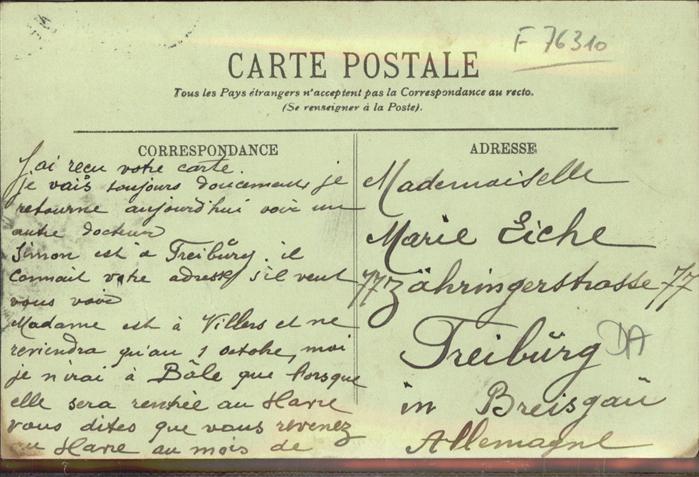 F 76310
CARTE POSTALE
Tous les Pays étrangers n'acceptent pas la Correspondance au recto.
(Se renseigner à la Poste).
CORRESPONDANCE
J'ai reçu votre carte.
je vais toujours doucement je
retourne aujourd'hui voir un
autre docteur
Simon est à Freibŭrg. il
connait votre adresse, s'il veut
vous voir
Madame est à Villers et ne
reviendra qu'au 1 octobre, moi
je n'irai à Bâle que lorsque
elle sera rentrée au Havre
vous dites que vous revenez
au Havre au mois de
ADRESSE
Mademoiselle
Marie Eiche
77 Zähringerstrasse 77
Freibŭrg
DA
in Breisgaŭ
Allemagne